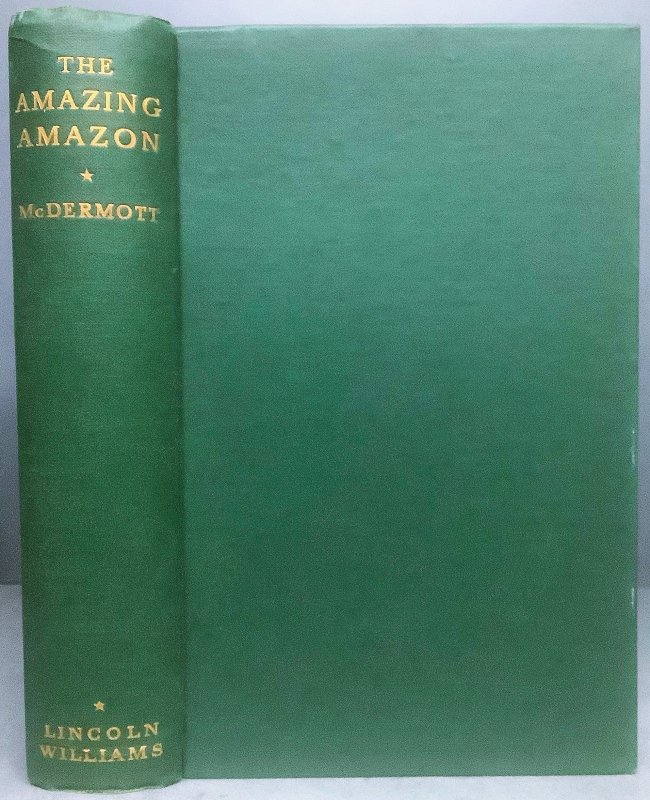 THE
AMAZING
AMAZON
McDERMOTT
LINCOLN
WILLIAMS